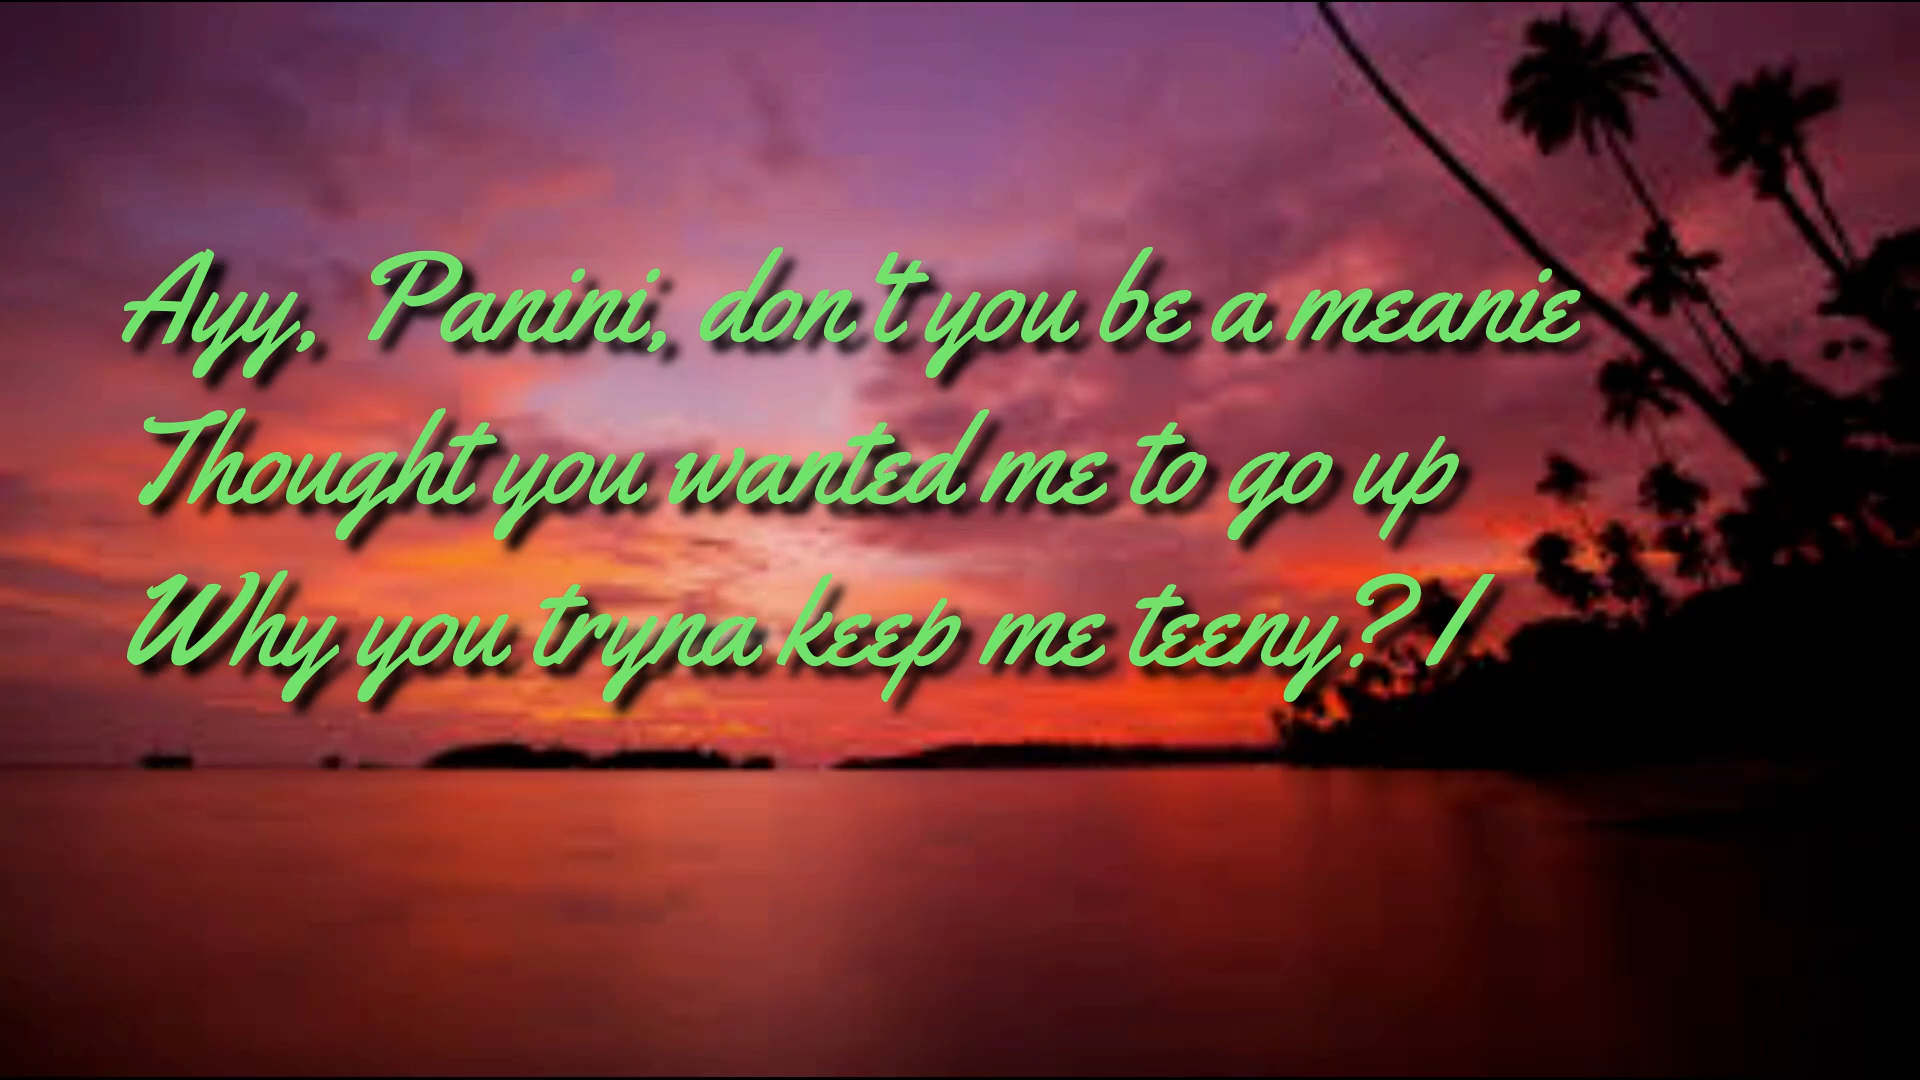 Ayy, Panini, don't you be a meanie
Thought you wanted me to go up
Why you tryna keep me teeny? I